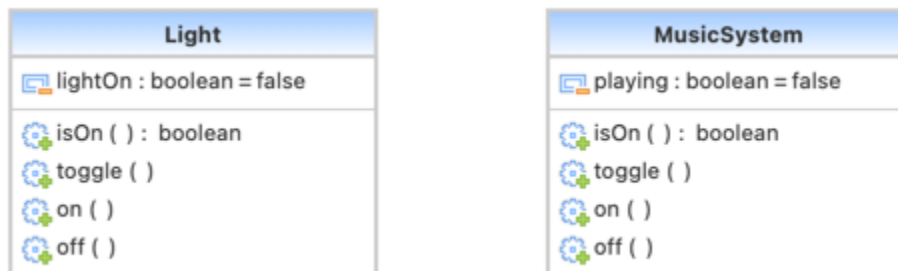 Light
lightOn : boolean = false
isOn ( ) : boolean
toggle ( )
on ( )
off ( )
MusicSystem
playing : boolean = false
isOn ( ) : boolean
toggle ( )
on ( )
off ( )